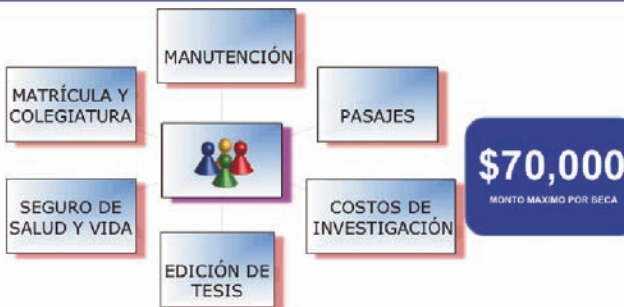 MANUTENCIÓN
MATRÍCULA Y
COLEGIATURA
PASAJES
$70,000
MONTO MAXIMO POR BECA
SEGURO DE
SALUD Y VIDA
COSTOS DE
INVESTIGACIÓN
EDICIÓN DE
TESIS